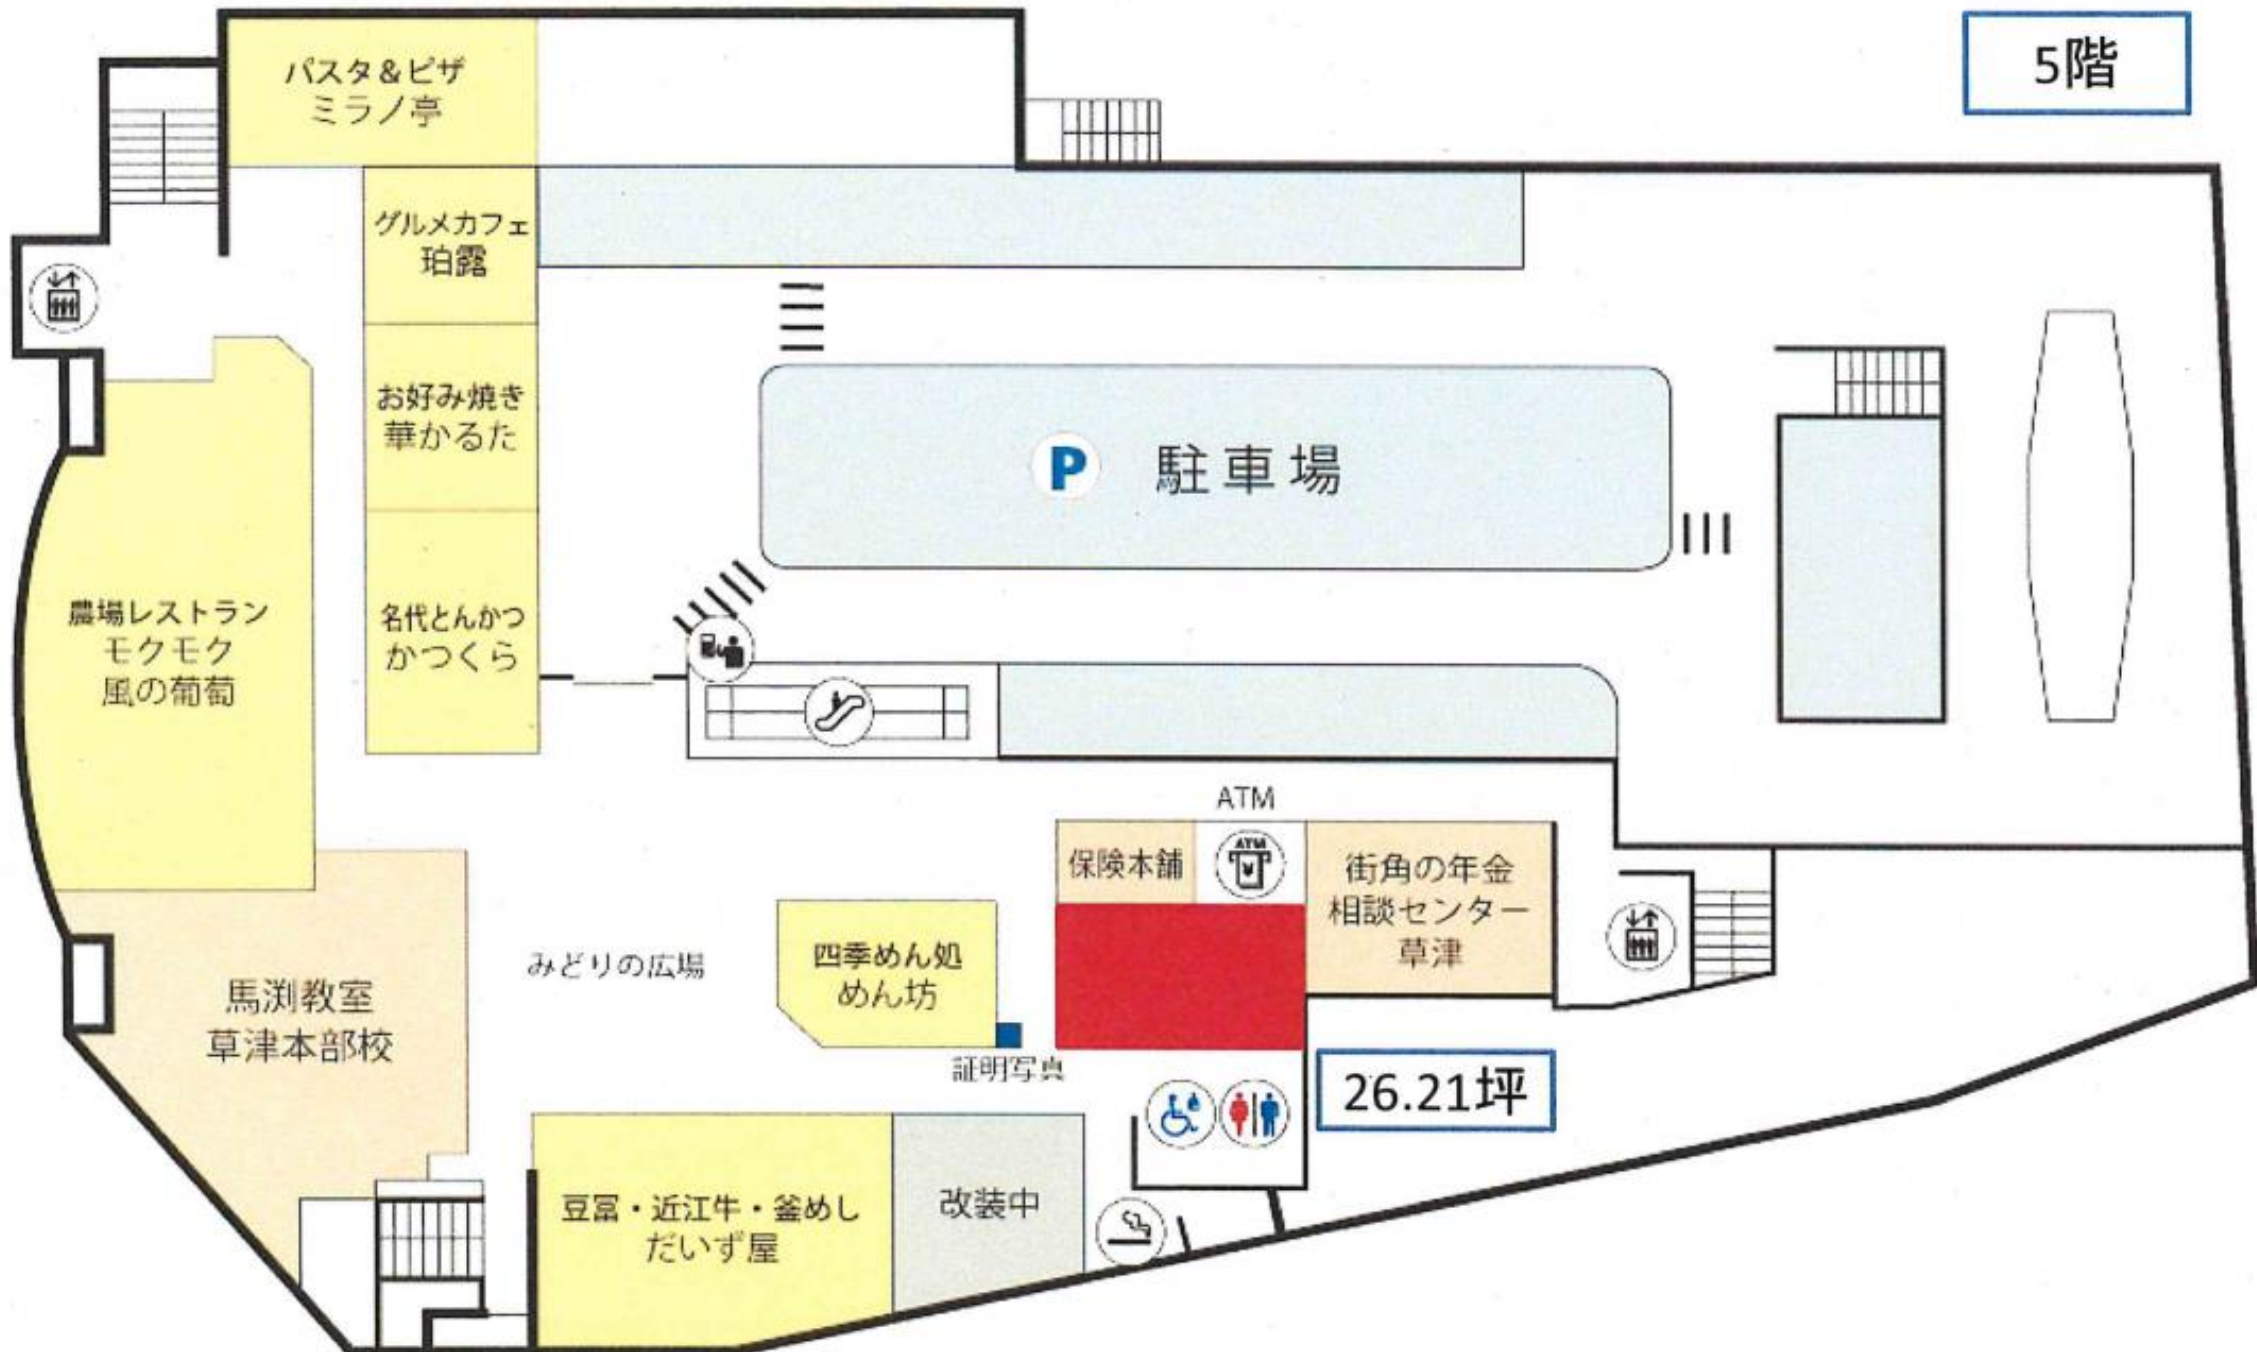 5階
パスタ&ピザ
ミラノ亭
グルメカフェ
珀露
お好み焼き
華かるた
P 駐車場
農場レストラン
モクモク
風の葡萄
名代とんかつ
かつくら
ATM
保険本舗
ATM
¥
街角の年金
相談センター
草津
みどりの広場
四季めん処
めん坊
馬渕教室
草津本部校
証明写真
26.21坪
豆冨・近江牛・釜めし
だいず屋
改装中